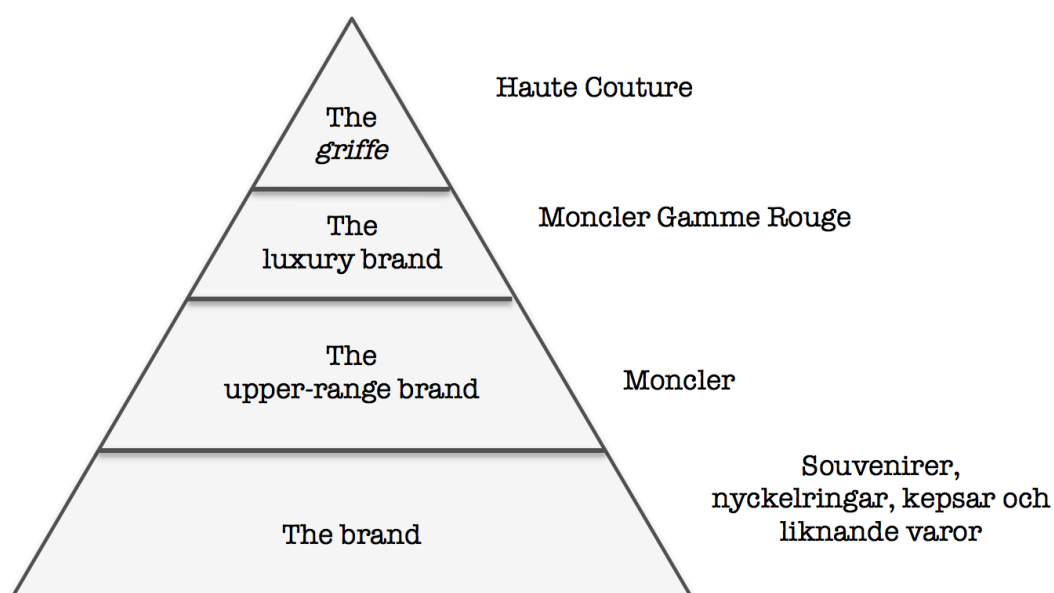 Haute Couture
The
griffe
Moncler Gamme Rouge
The
luxury brand
The
upper-range brand
Moncler
Souvenirer,
nyckelringar, kepsar och
liknande varor
The brand